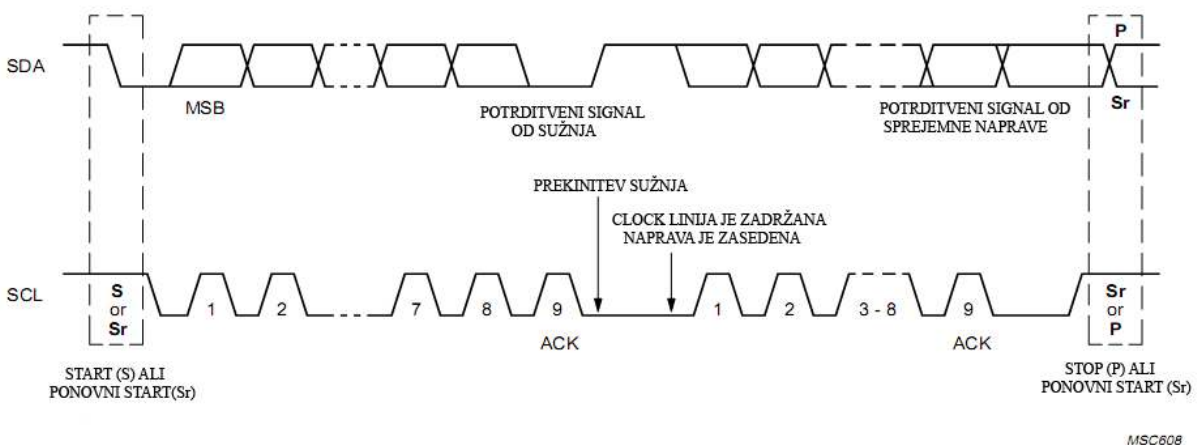 P
SDA
MSB
POTRDITVENI SIGNAL
OD SUŽNJA
POTRDITVENI SIGNAL OD
SPREJEMNE NAPRAVE
Sr
PREKINITEV SUŽNJA
CLOCK LINIJA JE ZADRŽANA
NAPRAVA JE ZASEDENA
SCL
S
or
Sr
1
2
7
8
9
1
2
3 - 8
9
Sr
or
P
ACK
ACK
START (S) ALI
PONOVNI START(Sr)
STOP (P) ALI
PONOVNI START (Sr)
MSC608